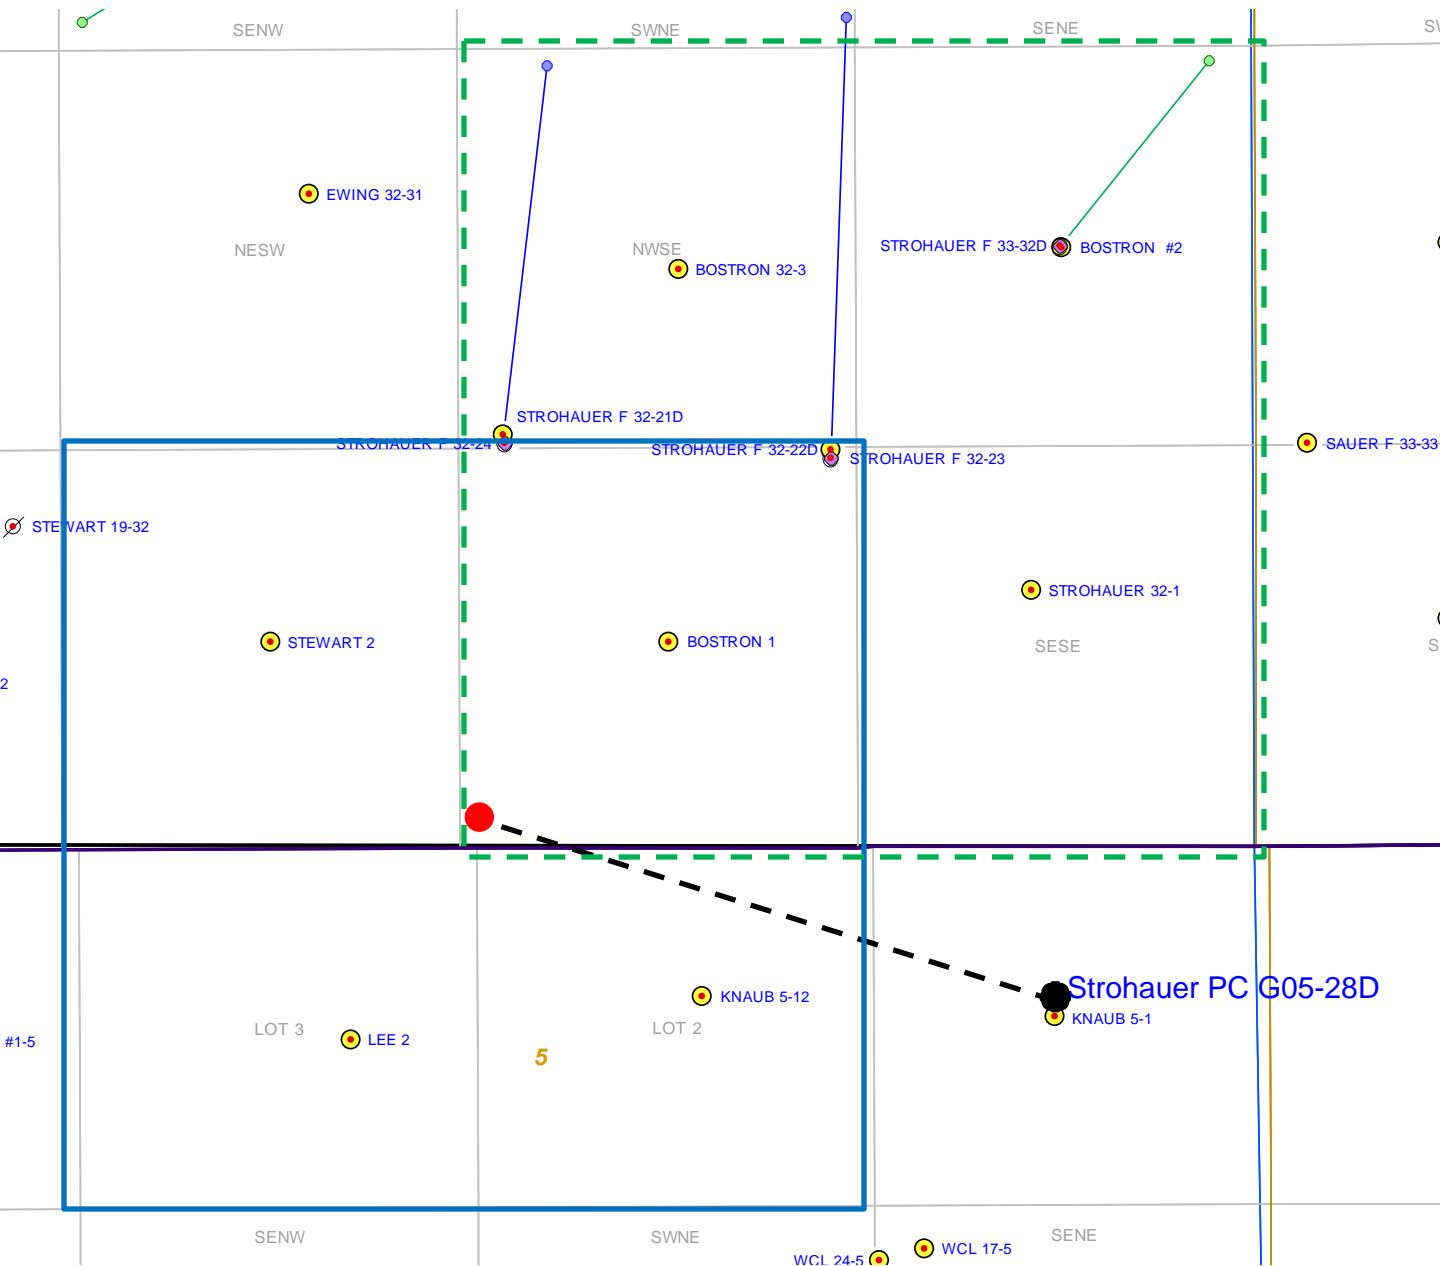 SENW
SWNE
SENE
EWING 32-31
NESW
NWSE
BOSTRON 32-3
STROHAUER F 33-32D
BOSTRON #2
STROHAUER F 32-21D
STROHAUER F 32-24
STROHAUER F 32-22D
STROHAUER F 32-23
SAUER F 33-33
STEWART 19-32
STROHAUER 32-1
STEWART 2
BOSTRON 1
SESE
S
2
Strohauer PC G05-28D
KNAUB 5-12
KNAUB 5-1
LOT 3
LOT 2
LEE 2
#1-5
5
SENW
SWNE
SENE
WCL 17-5
WCL 24-5